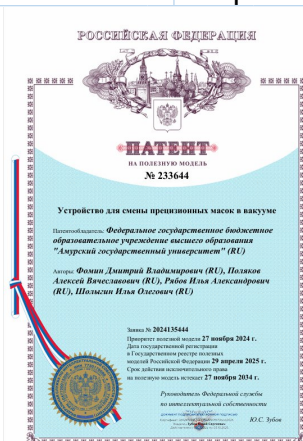 РОССИЙСКАЯ ФЕДЕРАЦИЯ
ПАТЕНТ
НА ПОЛЕЗНУЮ МОДЕЛЬ
№ 233644
Устройство для смены прецизионных масок в вакууме
Патентообладатель: Федеральное государственное бюджетное
образовательное учреждение высшего образования
"Амурский государственный университет" (RU)
Авторы: Фомин Дмитрий Владимирович (RU), Поляков
Алексей Вячеславович (RU), Рябов Илья Александрович
(RU), Шолыгин Илья Олегович (RU)
Заявка № 2024135444
Приоритет полезной модели 27 ноября 2024 г.
Дата государственной регистрации
в Государственном реестре полезных
моделей Российской Федерации 29 апреля 2025 г.
Срок действия исключительного права
на полезную модель истекает 27 ноября 2034 г.
Руководитель Федеральной службы
по интеллектуальной собственности
Ю.С. Зубов